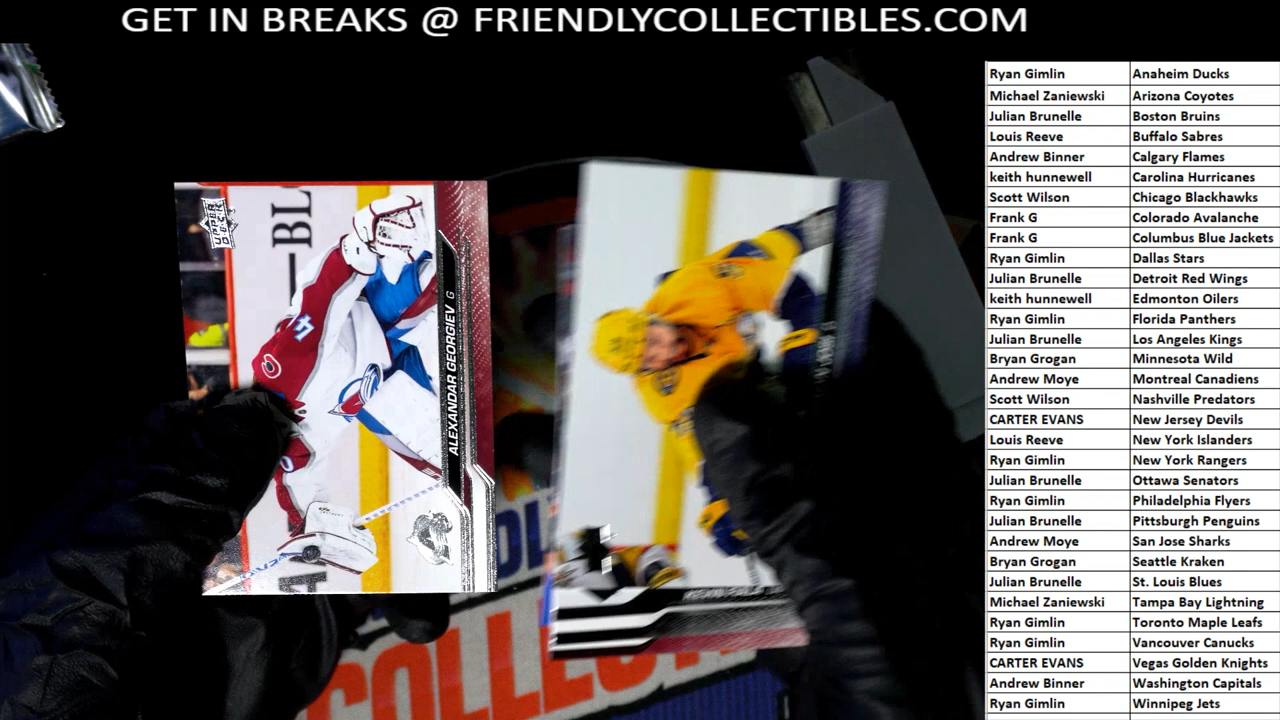 GET IN BREAKS @ FRIENDLYCOLLECTIBLES.COM
Ryan Gimlin Anaheim Ducks
Michael Zaniewski Arizona Coyotes
Julian Brunelle Boston Bruins
Louis Reeve Buffalo Sabres
Andrew Binner Calgary Flames
keith hunnewell Carolina Hurricanes
Scott Wilson Chicago Blackhawks
Frank G Colorado Avalanche
Frank G Columbus Blue Jackets
Ryan Gimlin Dallas Stars
Julian Brunelle Detroit Red Wings
keith hunnewell Edmonton Oilers
Ryan Gimlin Florida Panthers
Julian Brunelle Los Angeles Kings
Bryan Grogan Minnesota Wild
Andrew Moye Montreal Canadiens
Scott Wilson Nashville Predators
CARTER EVANS New Jersey Devils
Louis Reeve New York Islanders
Ryan Gimlin New York Rangers
Julian Brunelle Ottawa Senators
Ryan Gimlin Philadelphia Flyers
Julian Brunelle Pittsburgh Penguins
Andrew Moye San Jose Sharks
Bryan Grogan Seattle Kraken
Julian Brunelle St. Louis Blues
Michael Zaniewski Tampa Bay Lightning
Ryan Gimlin Toronto Maple Leafs
Ryan Gimlin Vancouver Canucks
CARTER EVANS Vegas Golden Knights
Andrew Binner Washington Capitals
Ryan Gimlin Winnipeg Jets
UPPER DECK
BL
ALEXANDAR GEORGIEV G
COLLECT